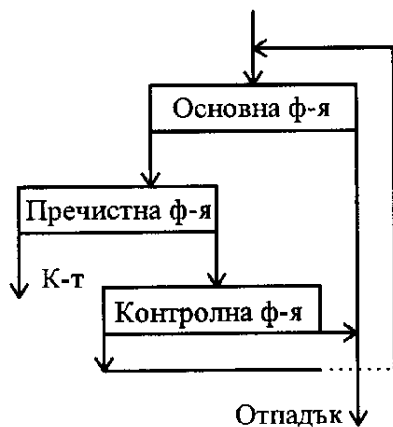 Основна ф-я
Пречистна ф-я
К-т
Контролна ф-я
Отпадък